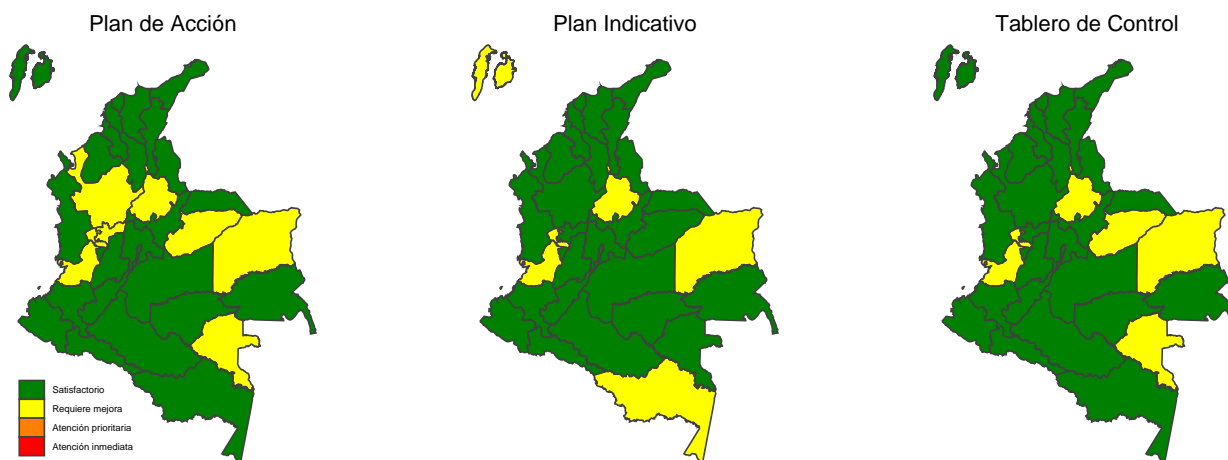 Plan de Acción
Plan Indicativo
Tablero de Control
Satisfactorio
Requiere mejora
Atención prioritaria
Atención inmediata